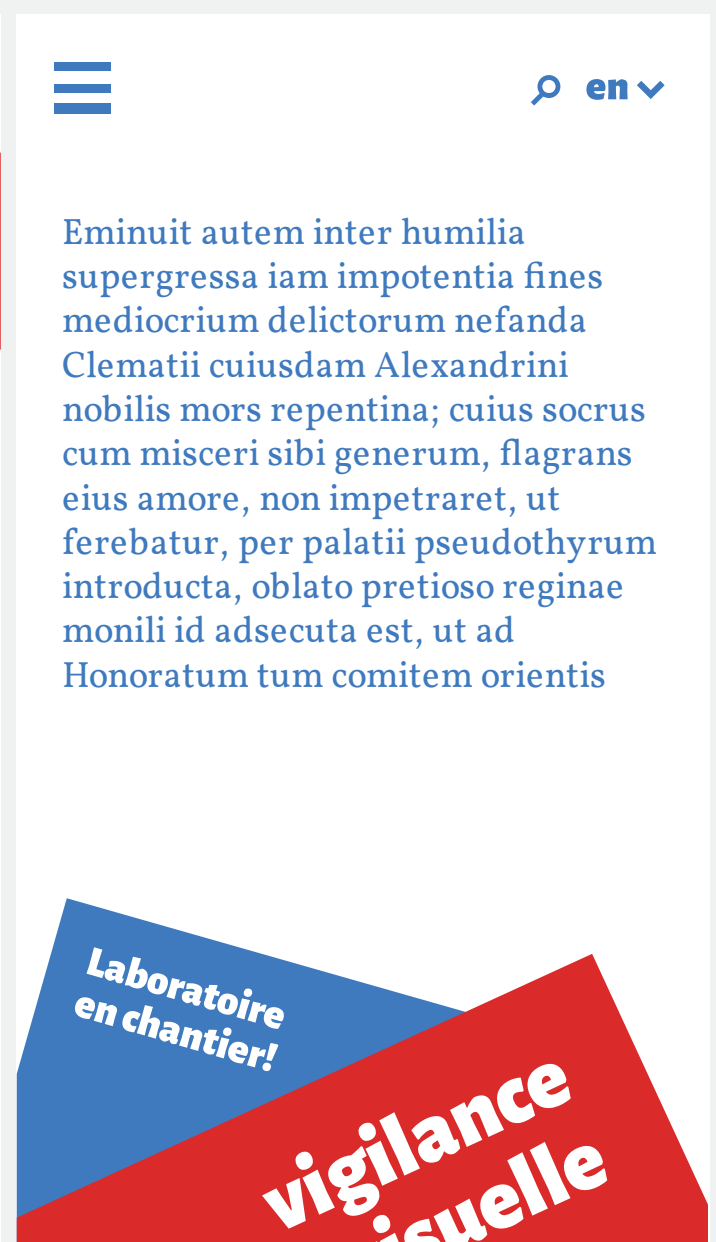 en
Eminuit autem inter humilia
supergressa iam impotentia fines
mediocrium delictorum nefanda
Clematii cuiusdam Alexandrini
nobilis mors repentina; cuius socrus
cum misceri sibi generum, flagrans
eius amore, non impetraret, ut
ferebatur, per palatii pseudothyrum
introducta, oblato pretioso reginae
monili id adsecuta est, ut ad
Honoratum tum comitem orientis
Laboratoire
en chantier!
vigilance